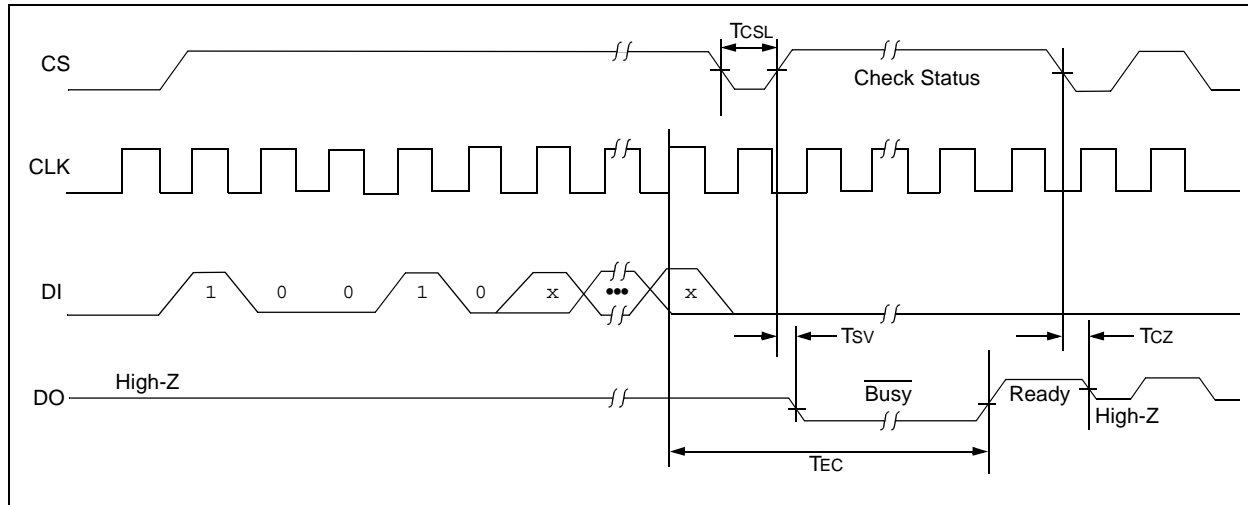 TCSL
CS
Check Status
CLK
DI
1 0 0 1 0 x ••• x
TSV
TCZ
High-Z
Busy
Ready
DO
High-Z
TEC